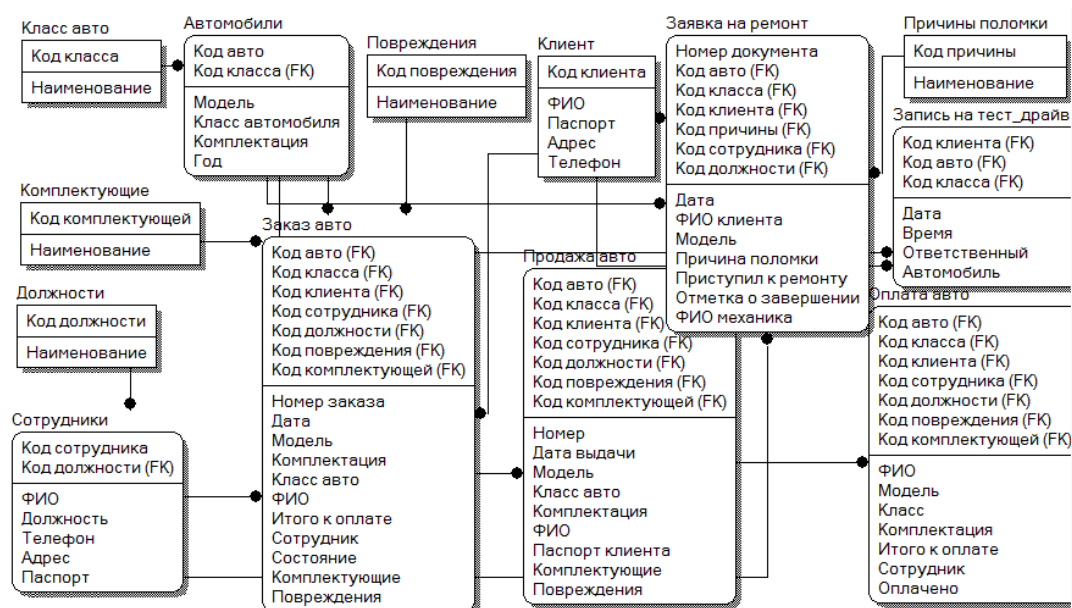 Класс авто
Код класса
Наименование
Автомобили
Код авто
Код класса (FK)
Модель
Класс автомобиля
Комплектация
Год
Повреждения
Код повреждения
Наименование
Клиент
Код клиента
ФИО
Паспорт
Адрес
Телефон
Заявка на ремонт
Номер документа
Код авто (FK)
Код класса (FK)
Код клиента (FK)
Код причины (FK)
Код сотрудника (FK)
Код должности (FK)
Дата
ФИО клиента
Модель
Причина поломки
Приступил к ремонту
Отметка о завершении
ФИО механика
Причины поломки
Код причины
Наименование
Запись на тест_драйв
Код клиента (FK)
Код авто (FK)
Код класса (FK)
Дата
Время
Ответственный
Автомобиль
Комплектующие
Код комплектующей
Наименование
Должности
Код должности
Наименование
Сотрудники
Код сотрудника
Код должности (FK)
ФИО
Должность
Телефон
Адрес
Паспорт
Заказ авто
Код авто (FK)
Код класса (FK)
Код клиента (FK)
Код сотрудника (FK)
Код должности (FK)
Код повреждения (FK)
Код комплектующей (FK)
Номер заказа
Дата
Модель
Комплектация
Класс авто
ФИО
Итого к оплате
Сотрудник
Состояние
Комплектующие
Повреждения
Продажа авто
Код авто (FK)
Код класса (FK)
Код клиента (FK)
Код сотрудника (FK)
Код должности (FK)
Код повреждения (FK)
Код комплектующей (FK)
Номер
Дата выдачи
Модель
Класс авто
Комплектация
ФИО
Паспорт клиента
Комплектующие
Повреждения
Оплата авто
Код авто (FK)
Код класса (FK)
Код клиента (FK)
Код сотрудника (FK)
Код должности (FK)
Код повреждения (FK)
Код комплектующей (FK)
ФИО
Модель
Класс
Комплектация
Итого к оплате
Сотрудник
Оплачено